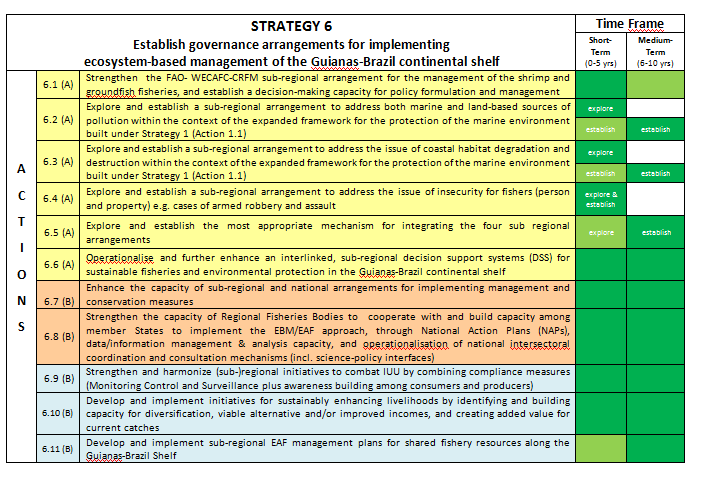 STRATEGY 6
Establish governance arrangements for implementing
ecosystem-based management of the Guianas-Brazil continental shelf
Time Frame
Short-
Term
(0-5 yrs)
Medium-
Term
(6-10 yrs)
A
C
T
I
O
N
S
6.1 (A)
Strengthen the FAO- WECAFC-CRFM sub-regional arrangement for the management of the shrimp and
groundfish fisheries, and establish a decision-making capacity for policy formulation and management
6.2 (A)
Explore and establish a sub-regional arrangement to address both marine and land-based sources of
pollution within the context of the expanded framework for the protection of the marine environment
built under Strategy 1 (Action 1.1)
explore
establish
establish
6.3 (A)
Explore and establish a sub-regional arrangement to address the issue of coastal habitat degradation and
destruction within the context of the expanded framework for the protection of the marine environment
built under Strategy 1 (Action 1.1)
explore
establish
establish
6.4 (A)
Explore and establish a sub-regional arrangement to address the issue of insecurity for fishers (person
and property) e.g. cases of armed robbery and assault
explore &
establish
6.5 (A)
Explore and establish the most appropriate mechanism for integrating the four sub regional
arrangements
explore
establish
6.6 (A)
Operationalise and further enhance an interlinked, sub-regional decision support systems (DSS) for
sustainable fisheries and environmental protection in the Guianas-Brazil continental shelf
6.7 (B)
Enhance the capacity of sub-regional and national arrangements for implementing management and
conservation measures
6.8 (B)
Strengthen the capacity of Regional Fisheries Bodies to cooperate with and build capacity among
member States to implement the EBM/EAF approach, through National Action Plans (NAPs),
data/information management & analysis capacity, and operationalisation of national intersectoral
coordination and consultation mechanisms (incl. science-policy interfaces)
6.9 (B)
Strengthen and harmonize (sub-)regional initiatives to combat IUU by combining compliance measures
(Monitoring Control and Surveillance plus awareness building among consumers and producers)
6.10 (B)
Develop and implement initiatives for sustainably enhancing livelihoods by identifying and building
capacity for diversification, viable alternative and/or improved incomes, and creating added value for
current catches
6.11 (B)
Develop and implement sub-regional EAF management plans for shared fishery resources along the
Guianas-Brazil Shelf